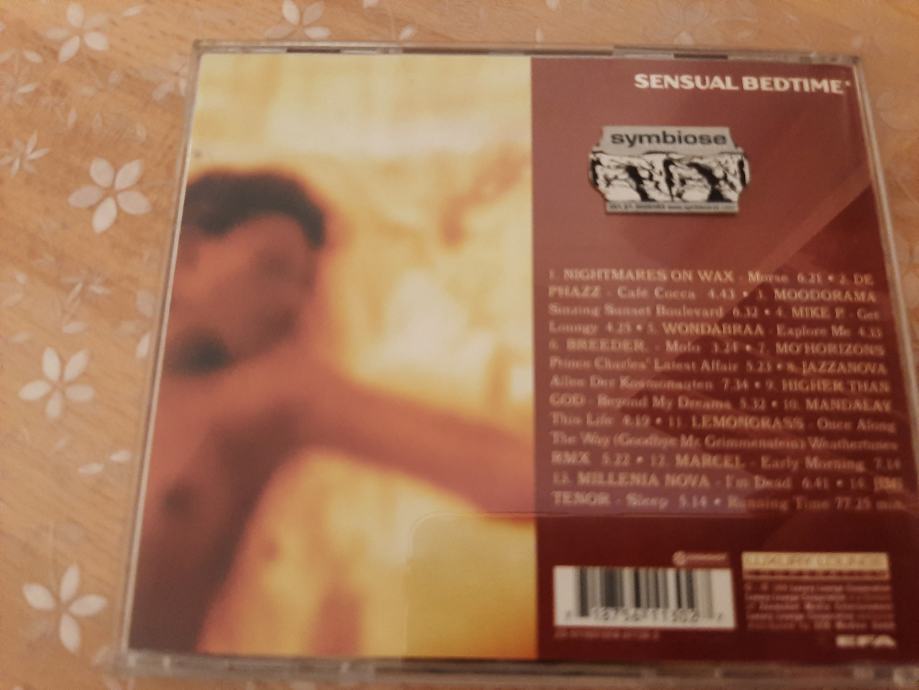 SENSUAL BEDTIME
symbiose
1. NIGHTMARES ON WAX - Morse 6.21 • 2. DE
PHAZZ - Café Cocca 4.43 • 3. MOODORAMA
Sinzing Sunset Boulevard 6.32 • 4. MIKE P. - Get
Loungy 4.25 • 5. WONDABRAA - Explore Me 4.33
6. BREEDER. - Molo 3.24 • 7. MO'HORIZONS
Prince Charles' Latest Affair 5.23 • 8. JAZZANOVA
Allee Der Kosmonauten 7.34 • 9. HIGHER THAN
GOD - Beyond My Dreams 5.32 • 10. MANDALAY
This Life 4.19 • 11. LEMONGRASS - Once Along
The Way (Goodbye Mr. Grimmenstein) Weathertunes
RMX 5.22 • 12. MARCEL - Early Morning 7.14
13. MILLENIA NOVA - I'm Dead 6.41 • 14. JIMI
TENOR - Sleep 5.14 • Running Time 77.25 min
LUXURY LOUNGE
EFA